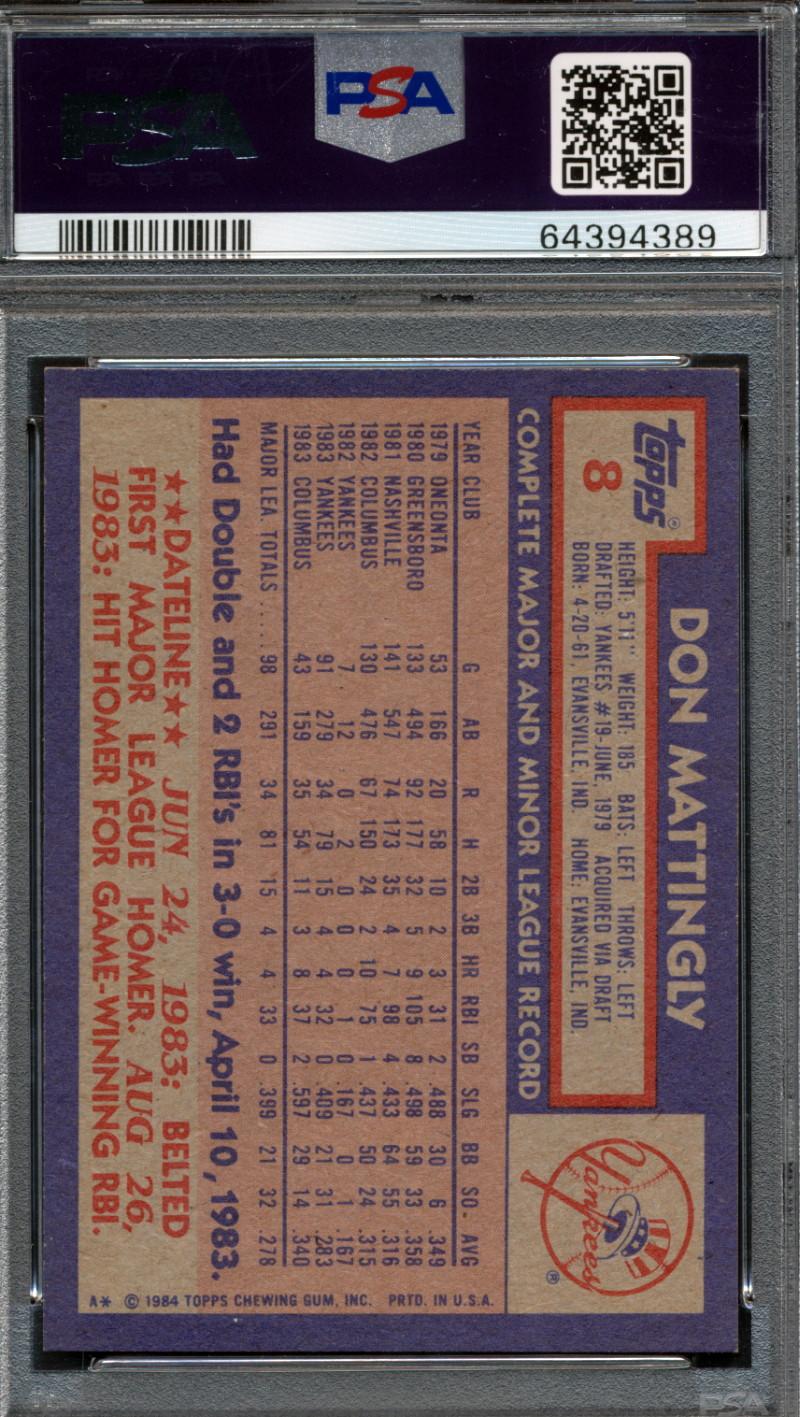 PSA
PSA
64394389
topps®
8
DON MATTINGLY
HEIGHT: 5'11" WEIGHT: 185 BATS: LEFT THROWS: LEFT
DRAFTED: YANKEES #19-JUNE, 1979 ACQUIRED VIA DRAFT
BORN: 4-20-61, EVANSVILLE, IND. HOME: EVANSVILLE, IND.
Yankees ®
COMPLETE MAJOR AND MINOR LEAGUE RECORD
YEAR CLUB G AB R H 2B 3B HR RBI SB SLG BB SO- AVG
1979 ONEONTA 53 166 20 58 10 2 3 31 2 .488 30 6 .349
1980 GREENSBORO 133 494 92 177 32 5 9 105 8 .498 59 33 .358
1981 NASHVILLE 141 547 74 173 35 4 7 98 4 .433 64 55 .316
1982 COLUMBUS 130 476 67 150 24 2 10 75 1 .437 50 24 .315
1982 YANKEES 7 12 0 2 0 0 0 1 0 .167 0 1 .167
1983 YANKEES 91 279 34 79 15 4 4 32 0 .409 21 31 .283
1983 COLUMBUS 43 159 35 54 11 3 8 37 2 .597 29 14 .340
MAJOR LEA. TOTALS ..... 98 291 34 81 15 4 4 33 0 .399 21 32 .278
Had Double and 2 RBI's in 3-0 win, April 10, 1983.
★★DATELINE★★ JUN 24, 1983: BELTED
FIRST MAJOR LEAGUE HOMER. AUG 26,
1983: HIT HOMER FOR GAME-WINNING RBI.
A* © 1984 TOPPS CHEWING GUM, INC. PRTD. IN U.S.A.
PSA